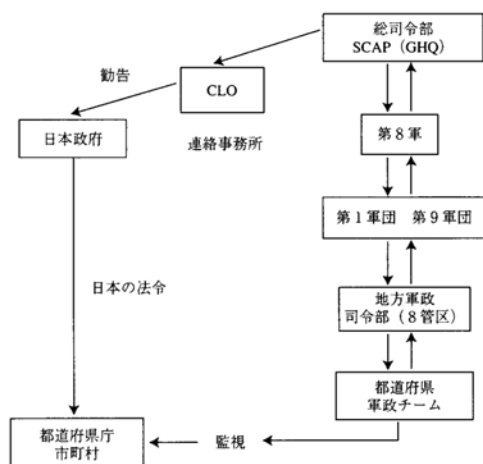 総司令部
SCAP（GHQ）
勧告
CLO
日本政府
連絡事務所
第8軍
第1軍団　第9軍団
日本の法令
地方軍政
司令部（8管区）
都道府県
軍政チーム
都道府県庁
市町村
監視